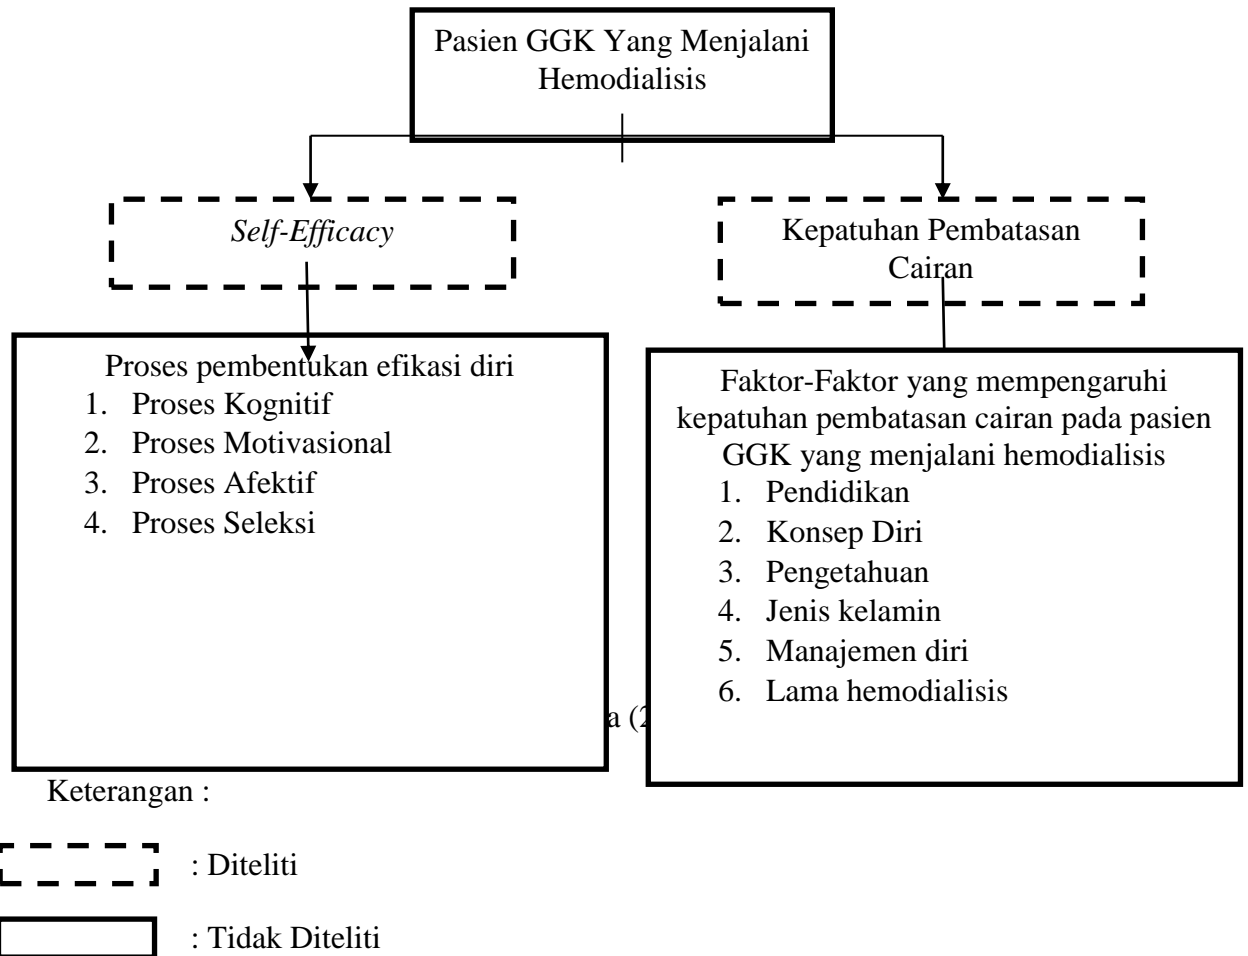 Pasien GGK Yang Menjalani
Hemodialisis
Self-Efficacy
Kepatuhan Pembatasan
Cairan
Proses pembentukan efikasi diri
1. Proses Kognitif
2. Proses Motivasional
3. Proses Afektif
4. Proses Seleksi
Faktor-Faktor yang mempengaruhi
kepatuhan pembatasan cairan pada pasien
GGK yang menjalani hemodialisis
1. Pendidikan
2. Konsep Diri
3. Pengetahuan
4. Jenis kelamin
5. Manajemen diri
6. Lama hemodialisis
Keterangan :
: Diteliti
: Tidak Diteliti